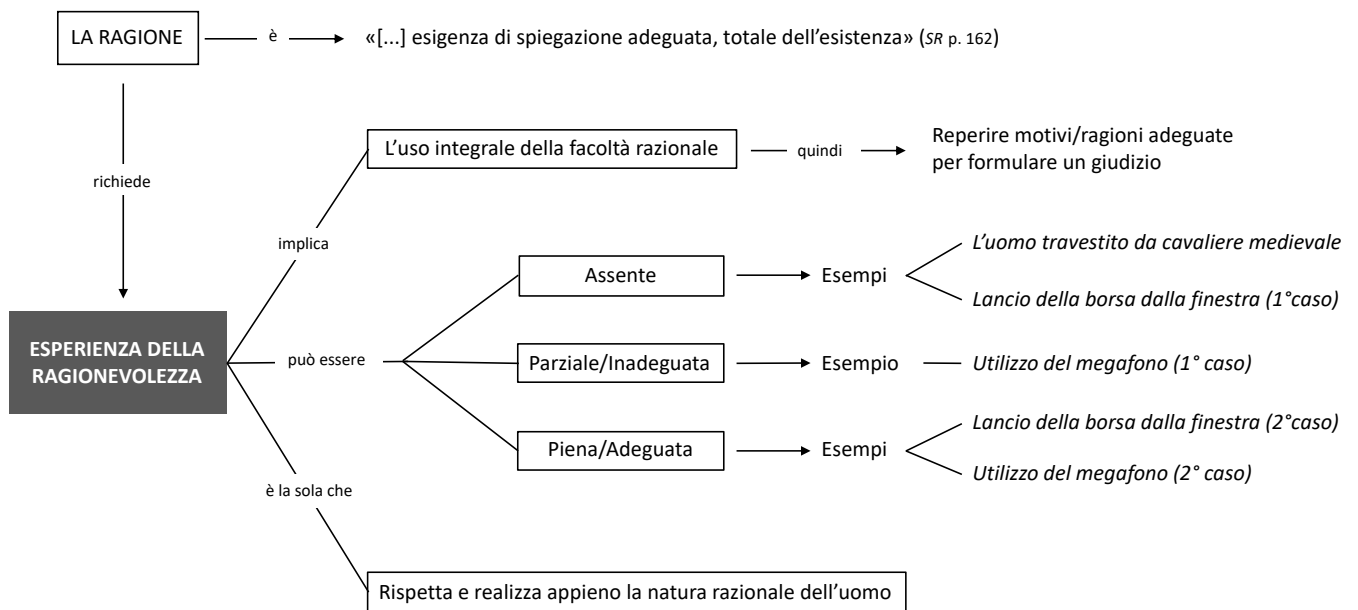 LA RAGIONE
è
«[...] esigenza di spiegazione adeguata, totale dell'esistenza» (SR p. 162)
richiede
L'uso integrale della facoltà razionale
quindi
Reperire motivi/ragioni adeguate
per formulare un giudizio
implica
Assente
Esempi
L'uomo travestito da cavaliere medievale
Lancio della borsa dalla finestra (1°caso)
ESPERIENZA DELLA
RAGIONEVOLEZZA
può essere
Parziale/Inadeguata
Esempio
Utilizzo del megafono (1° caso)
Piena/Adeguata
Esempi
Lancio della borsa dalla finestra (2°caso)
Utilizzo del megafono (2° caso)
è la sola che
Rispetta e realizza appieno la natura razionale dell'uomo